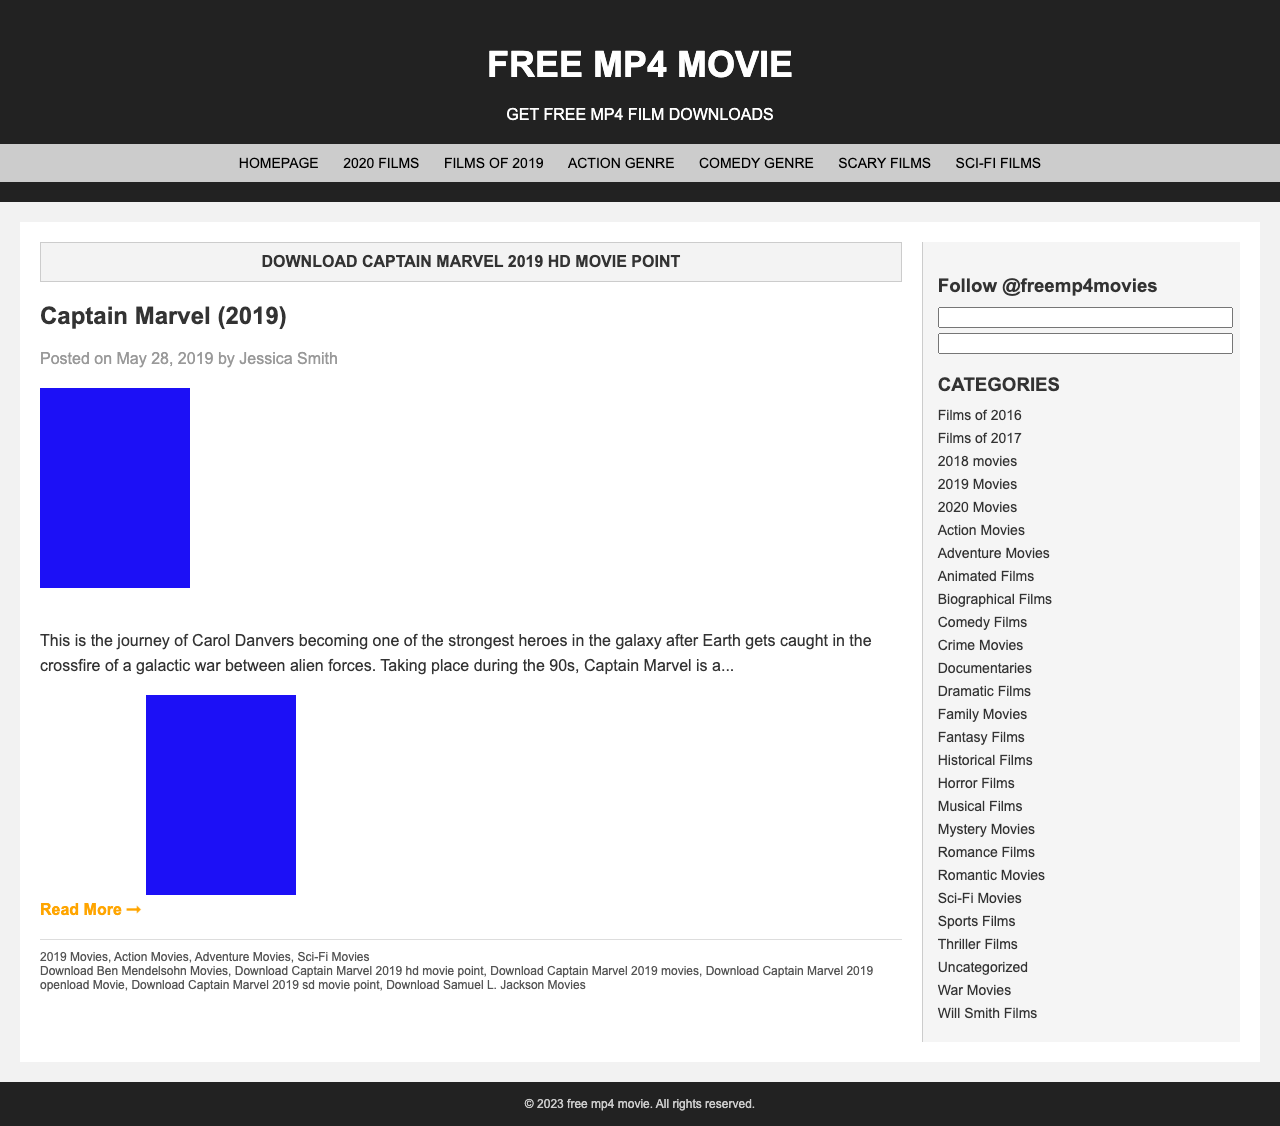 FREE MP4 MOVIE
GET FREE MP4 FILM DOWNLOADS
HOMEPAGE 2020 FILMS FILMS OF 2019 ACTION GENRE COMEDY GENRE SCARY FILMS SCI-FI FILMS
DOWNLOAD CAPTAIN MARVEL 2019 HD MOVIE POINT
Captain Marvel (2019)
Posted on May 28, 2019 by Jessica Smith
This is the journey of Carol Danvers becoming one of the strongest heroes in the galaxy after Earth gets caught in the
crossfire of a galactic war between alien forces. Taking place during the 90s, Captain Marvel is a...
Read More ➞
2019 Movies, Action Movies, Adventure Movies, Sci-Fi Movies
Download Ben Mendelsohn Movies, Download Captain Marvel 2019 hd movie point, Download Captain Marvel 2019 movies, Download Captain Marvel 2019
openload Movie, Download Captain Marvel 2019 sd movie point, Download Samuel L. Jackson Movies
Follow @freemp4movies
CATEGORIES
Films of 2016
Films of 2017
2018 movies
2019 Movies
2020 Movies
Action Movies
Adventure Movies
Animated Films
Biographical Films
Comedy Films
Crime Movies
Documentaries
Dramatic Films
Family Movies
Fantasy Films
Historical Films
Horror Films
Musical Films
Mystery Movies
Romance Films
Romantic Movies
Sci-Fi Movies
Sports Films
Thriller Films
Uncategorized
War Movies
Will Smith Films
© 2023 free mp4 movie. All rights reserved.